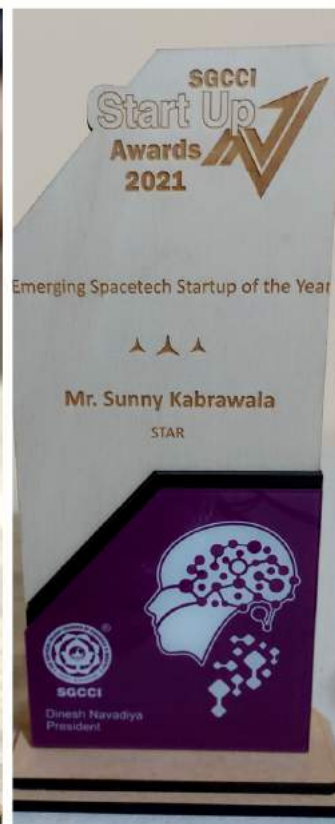 SGCCI
Start Up
Awards
2021
Emerging Spacetech Startup of the Year
Mr. Sunny Kabrawala
STAR
SGCCI
Dinesh Navadiya
President